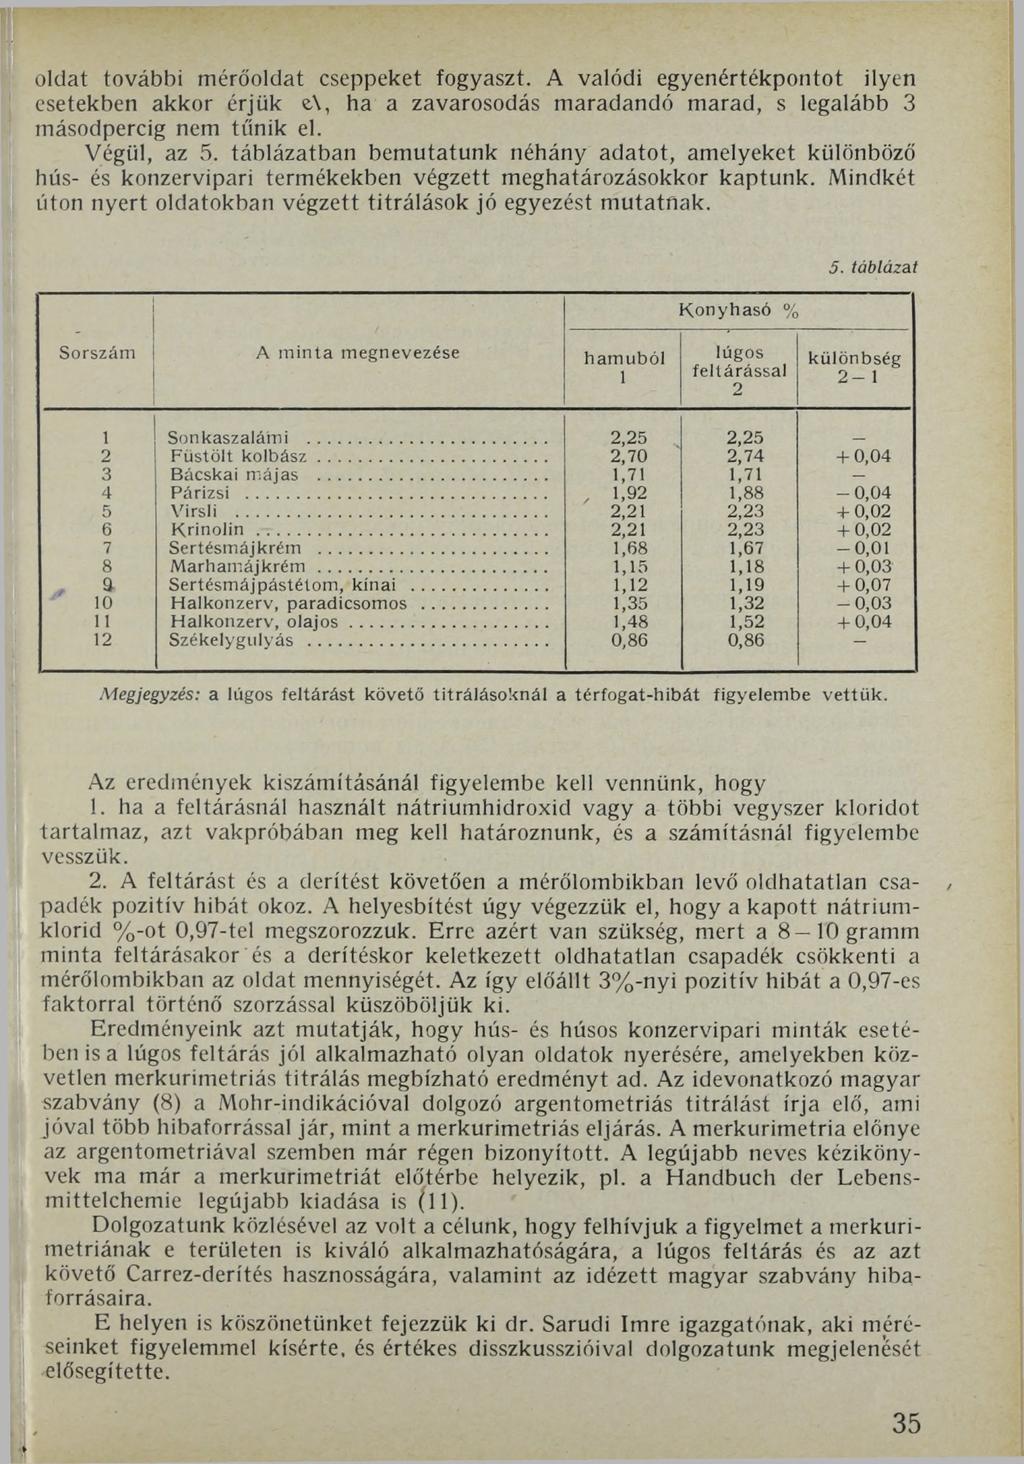 oldat további mérőoldat cseppeket fogyaszt. A valódi egyenértékpontot ilyen
esetekben akkor érjük el, ha a zavarosodás maradandó marad, s legalább 3
másodpercig nem tűnik el.
Végül, az 5. táblázatban bemutatunk néhány adatot, amelyeket különböző
hús- és konzervipari termékekben végzett meghatározásokkor kaptunk. Mindkét
úton nyert oldatokban végzett titrálások jó egyezést mutatnak.
5. táblázat
Konyhasó %
Sorszám A minta megnevezése hamuból 1 lúgos feltárással 2 különbség 2—1
1 Sonkaszalámi .......................... 2,25 2,25 —
2 Füstölt kolbász ......................... 2,70 2,74 +0,04
3 Bácskai májas ......................... 1,71 1,71 —
4 Párizsi ................................ 1,92 1,88 —0,04
5 Virsli ................................. 2,21 2,23 +0,02
6 Krinolin ............................... 2,21 2,23 +0,02
7 Sertésmájkrém ......................... 1,68 1,67 —0,01
8 Marhamájkrém ......................... 1,15 1,18 +0,03
9 Sertésmájpástétom, kínai ............... 1,12 1,19 +0,07
10 Halkonzerv, paradicsomos .............. 1,35 1,32 —0,03
11 Halkonzerv, olajos ..................... 1,48 1,52 +0,04
12 Székelygulyás .......................... 0,86 0,86 —
Megjegyzés: a lúgos feltárást követő titrálásoknál a térfogat-hibát figyelembe vettük.
Az eredmények kiszámításánál figyelembe kell vennünk, hogy
1. ha a feltárásnál használt nátriumhidroxid vagy a többi vegyszer kloridot
tartalmaz, azt vakpróbában meg kell határoznunk, és a számításnál figyelembe
vesszük.
2. A feltárást és a derítést követően a mérőlombikban levő oldhatatlan csa-
padék pozitív hibát okoz. A helyesbítést úgy végezzük el, hogy a kapott nátrium-
klorid %-ot 0,97-tel megszorozzuk. Erre azért van szükség, mert a 8—10 gramm
minta feltárásakor és a derítéskor keletkezett oldhatatlan csapadék csökkenti a
mérőlombikban az oldat mennyiségét. Az így előállt 3%-nyi pozitív hibát a 0,97-es
faktorral történő szorzással küszöböljük ki.
Eredményeink azt mutatják, hogy hús- és húsos konzervipari minták eseté-
ben is a lúgos feltárás jól alkalmazható olyan oldatok nyerésére, amelyekben köz-
vetlen merkurimetriás titrálás megbízható eredményt ad. Az idevonatkozó magyar
szabvány (8) a Mohr-indikációval dolgozó argentometriás titrálást írja elő, ami
jóval több hibaforrással jár, mint a merkurimetriás eljárás. A merkurimetria előnye
az argentometriával szemben már régen bizonyított. A legújabb neves kéziköny-
vek ma már a merkurimetriát előtérbe helyezik, pl. a Handbuch der Lebens-
mittelchemie legújabb kiadása is (11).
Dolgozatunk közlésével az volt a célunk, hogy felhívjuk a figyelmet a merkuri-
metriának e területen is kiváló alkalmazhatóságára, a lúgos feltárás és az azt
követő Carrez-derítés hasznosságára, valamint az idézett magyar szabvány hiba-
forrásaira.
E helyen is köszönetünket fejezzük ki dr. Sarudi Imre igazgatónak, aki méré-
seinket figyelemmel kísérte, és értékes disszkusszióival dolgozatunk megjelenését
elősegítette.
35